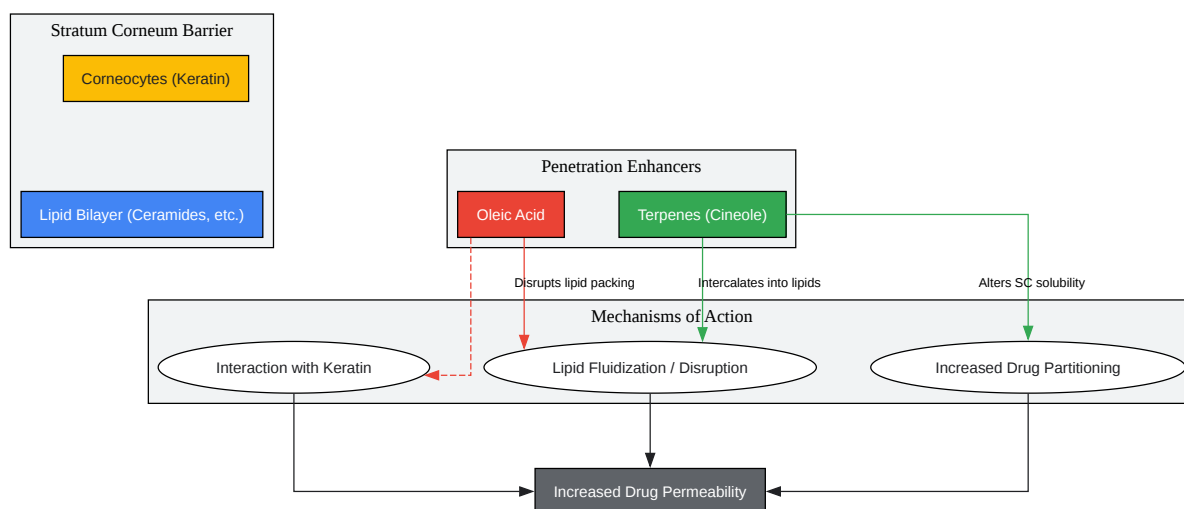 Stratum Corneum Barrier
Corneocytes (Keratin)
Lipid Bilayer (Ceramides, etc.)
Penetration Enhancers
Oleic Acid
Terpenes (Cineole)
Disrupts lipid packing
Intercalates into lipids
Alters SC solubility
Mechanisms of Action
Interaction with Keratin
Lipid Fluidization / Disruption
Increased Drug Partitioning
Increased Drug Permeability